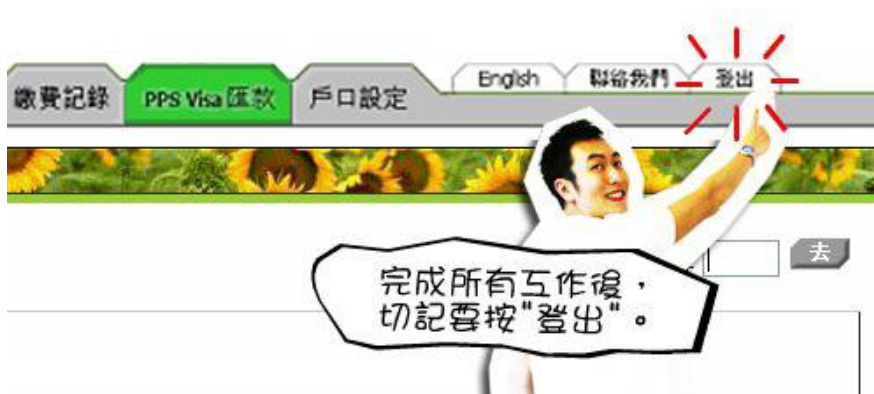 繳費記錄
PPS Visa 匯款
戶口設定
English
聯絡我們
登出
去
完成所有工作後，
切記要按"登出"。